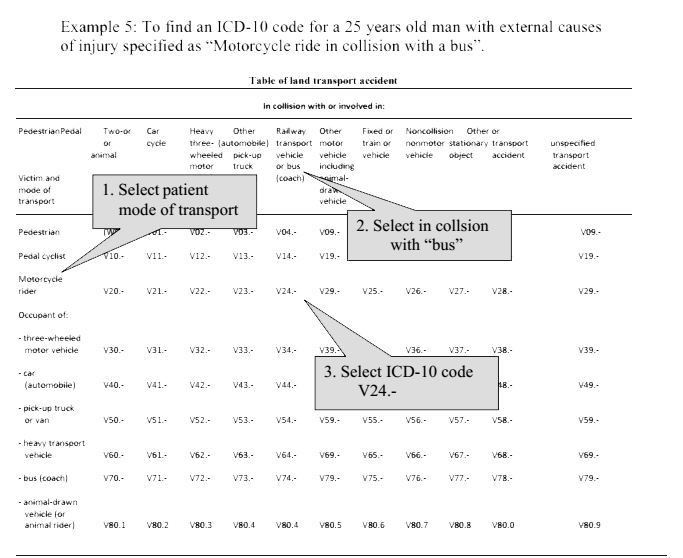 Example 5: To find an ICD-10 code for a 25 years old man with external causes
of injury specified as “Motorcycle ride in collision with a bus”.
Table of land transport accident
In collision with or involved in:
PedestrianPedal Two-or Car Heavy Other Railway Other Fixed or Noncollision Other or
or cycle three- (automobile) transport motor train or nonmotor stationary transport unspecified
animal wheeled pick-up vehicle vehicle vehicle vehicle object accident transport
motor truck or bus including accident
Victim and (coach) animal-
mode of drawn
transport vehicle
1. Select patient
mode of transport
2. Select in collsion
with “bus”
Pedestrian V02.- V03.- V04.- V09.- V09.-
Pedal cyclist V10.- V11.- V12.- V13.- V14.- V19.- V19.-
Motorcycle
rider V20.- V21.- V22.- V23.- V24.- V29.- V25.- V26.- V27.- V28.- V29.-
Occupant of:
- three-wheeled
motor vehicle V30.- V31.- V32.- V33.- V34.- V39.- V36.- V37.- V38.- V39.-
3. Select ICD-10 code
V24.-
- car
(automobile) V40.- V41.- V42.- V43.- V44.- 48.- V49.-
- pick-up truck
or van V50.- V51.- V52.- V53.- V54.- V59.- V55.- V56.- V57.- V58.- V59.-
- heavy transport
vehicle V60.- V61.- V62.- V63.- V64.- V69.- V65.- V66.- V67.- V68.- V69.-
- bus (coach) V70.- V71.- V72.- V73.- V74.- V79.- V75.- V76.- V77.- V78.- V79.-
- animal-drawn
vehicle (or
animal rider) V80.1 V80.2 V80.3 V80.4 V80.4 V80.5 V80.6 V80.7 V80.8 V80.0 V80.9